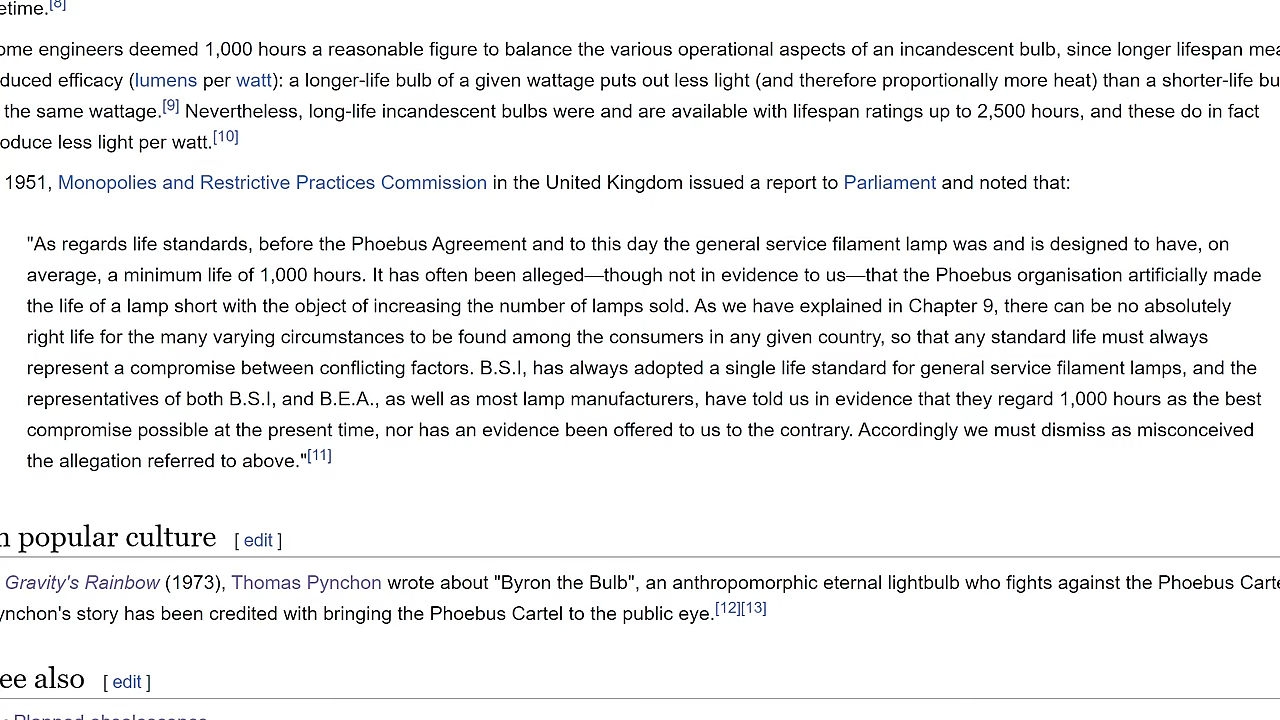 etime.[8]
ome engineers deemed 1,000 hours a reasonable figure to balance the various operational aspects of an incandescent bulb, since longer lifespan mea
duced efficacy (lumens per watt): a longer-life bulb of a given wattage puts out less light (and therefore proportionally more heat) than a shorter-life bu
the same wattage.[9] Nevertheless, long-life incandescent bulbs were and are available with lifespan ratings up to 2,500 hours, and these do in fact
oduce less light per watt.[10]
1951, Monopolies and Restrictive Practices Commission in the United Kingdom issued a report to Parliament and noted that:
"As regards life standards, before the Phoebus Agreement and to this day the general service filament lamp was and is designed to have, on
average, a minimum life of 1,000 hours. It has often been alleged—though not in evidence to us—that the Phoebus organisation artificially made
the life of a lamp short with the object of increasing the number of lamps sold. As we have explained in Chapter 9, there can be no absolutely
right life for the many varying circumstances to be found among the consumers in any given country, so that any standard life must always
represent a compromise between conflicting factors. B.S.I, has always adopted a single life standard for general service filament lamps, and the
representatives of both B.S.I, and B.E.A., as well as most lamp manufacturers, have told us in evidence that they regard 1,000 hours as the best
compromise possible at the present time, nor has an evidence been offered to us to the contrary. Accordingly we must dismiss as misconceived
the allegation referred to above."[11]
n popular culture [ edit ]
Gravity's Rainbow (1973), Thomas Pynchon wrote about "Byron the Bulb", an anthropomorphic eternal lightbulb who fights against the Phoebus Carte
ynchon's story has been credited with bringing the Phoebus Cartel to the public eye.[12][13]
ee also [ edit ]
Planned obsolescence